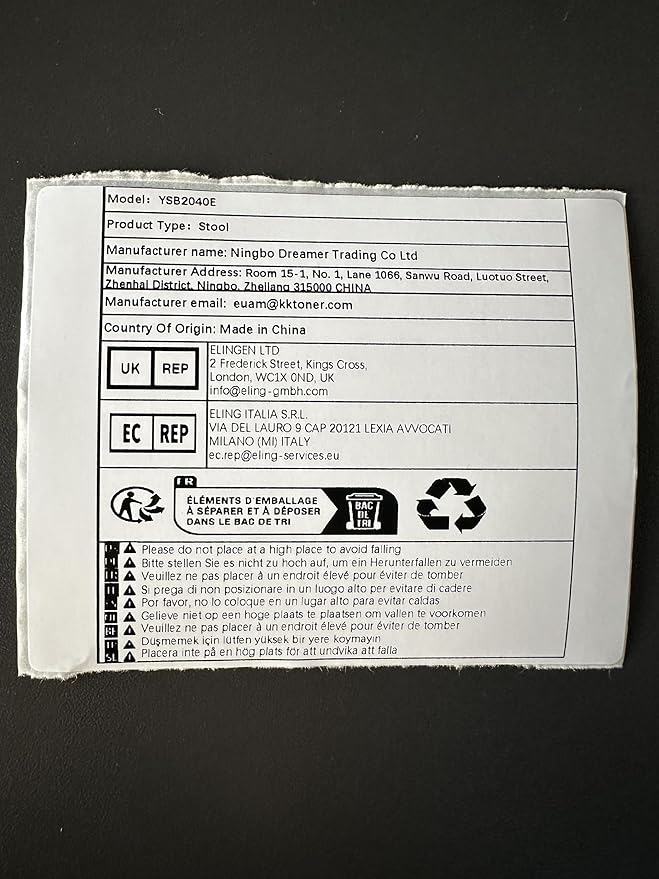 Model: YSB2040E
Product Type: Stool
Manufacturer name: Ningbo Dreamer Trading Co Ltd
Manufacturer Address: Room 15-1, No. 1, Lane 1066, Sanwu Road, Luotuo Street,
Zhenhai District, Ningbo, Zhejiang 315000 CHINA
Manufacturer email: euam@kktoner.com
Country Of Origin: Made in China
UK REP
ELINGEN LTD
2 Frederick Street, Kings Cross,
London, WC1X 0ND, UK
info@eling-gmbh.com
EC REP
ELING ITALIA S.R.L.
VIA DEL LAURO 9 CAP 20121 LEXIA AVVOCATI
MILANO (MI) ITALY
ec.rep@eling-services.eu
FR
ÉLÉMENTS D'EMBALLAGE
À SÉPARER ET À DÉPOSER
DANS LE BAC DE TRI
BAC
DE
TRI
Please do not place at a high place to avoid falling
Bitte stellen Sie es nicht zu hoch auf, um ein Herunterfallen zu vermeiden
Veuillez ne pas placer à un endroit élevé pour éviter de tomber
Si prega di non posizionare in un luogo alto per evitare di cadere
Por favor, no lo coloque en un lugar alto para evitar caídas
Gelieve niet op een hoge plaats te plaatsen om vallen te voorkomen
Veuillez ne pas placer à un endroit élevé pour éviter de tomber
Düşmemek için lütfen yüksek bir yere koymayın
Placera inte på en hög plats för att undvika att falla